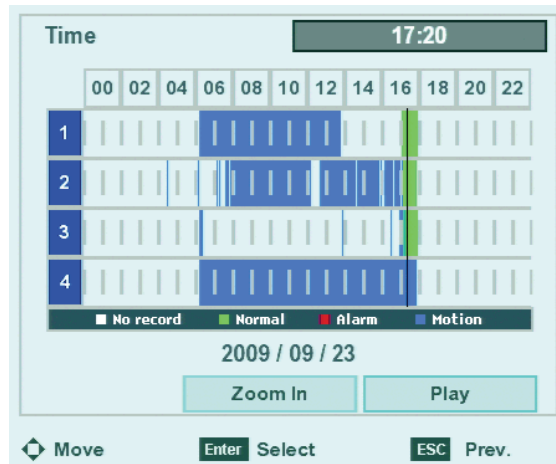 Time 17:20
00 02 04 06 08 10 12 14 16 18 20 22
1
2
3
4
No record Normal Alarm Motion
2009 / 09 / 23
Zoom In Play
Move Enter Select ESC Prev.